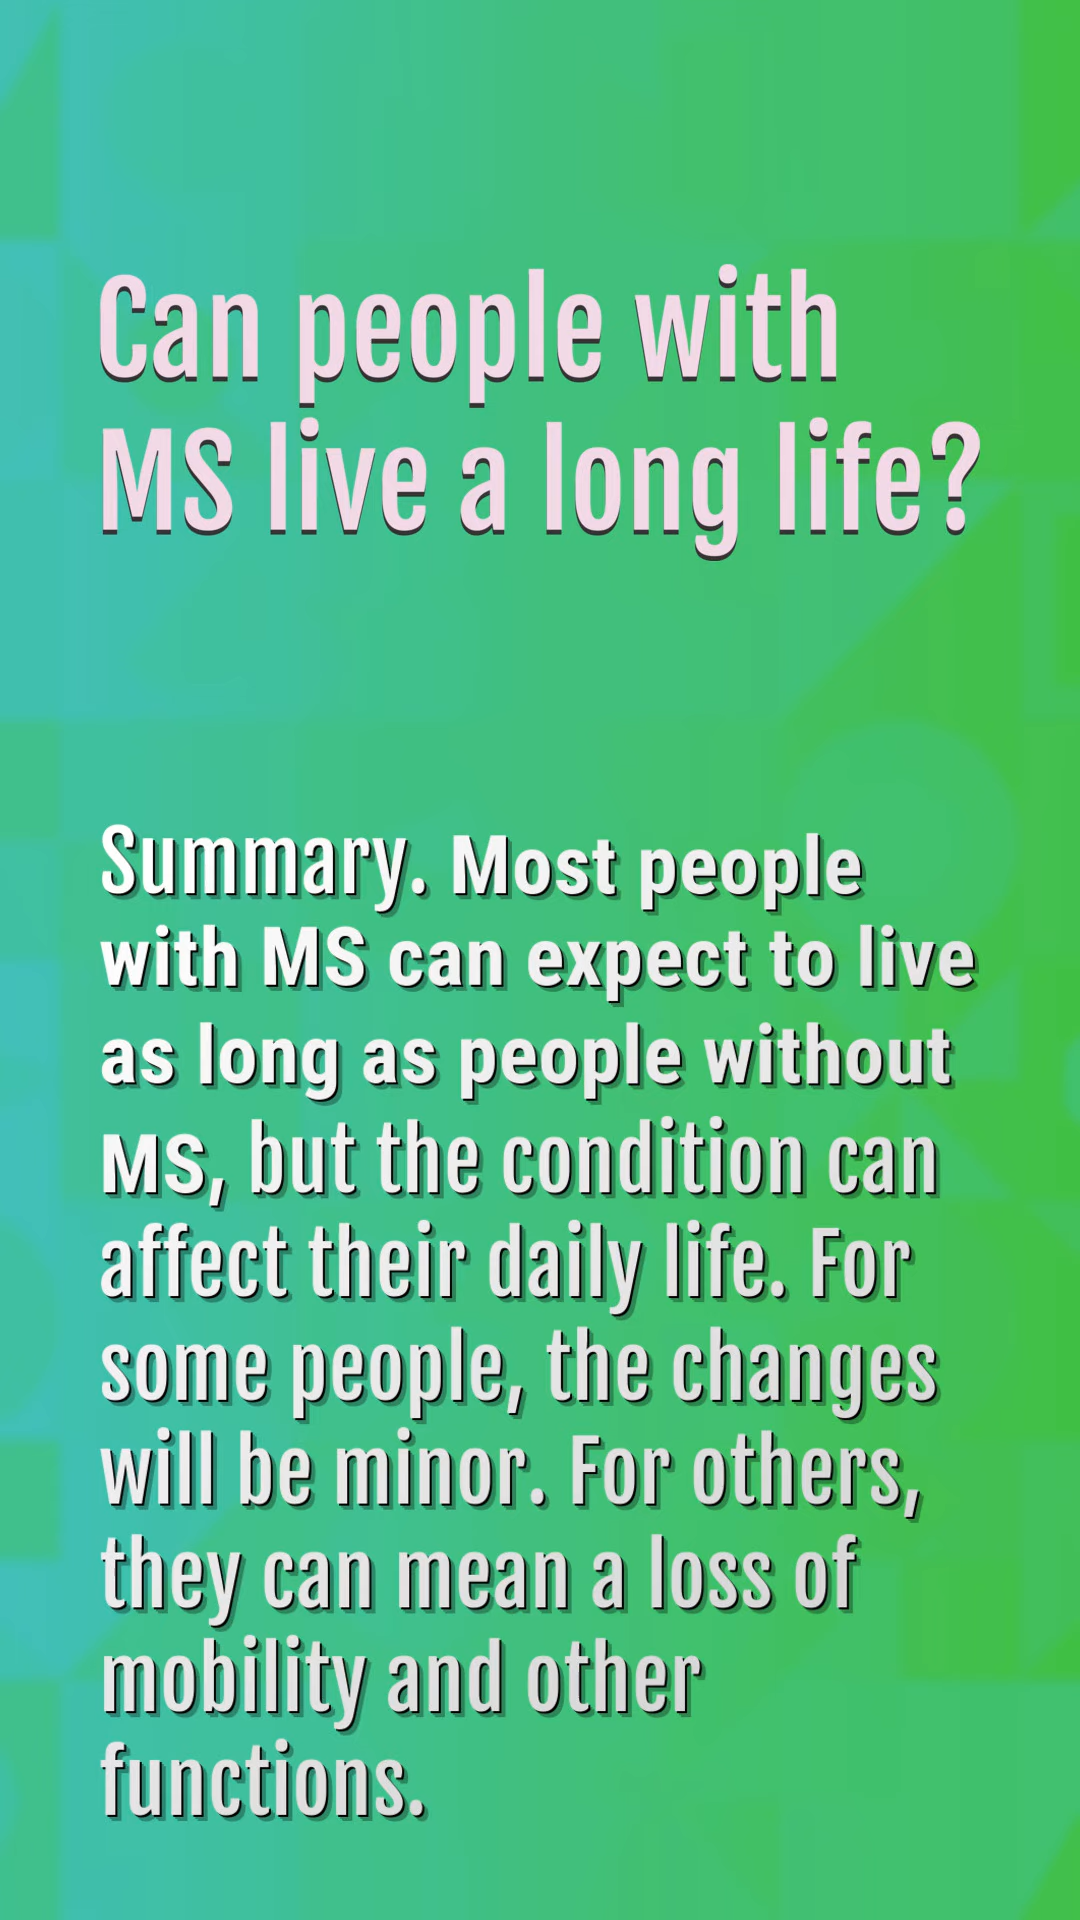 Can people with
MS live a long life?
Summary. Most people
with MS can expect to live
as long as people without
MS, but the condition can
affect their daily life. For
some people, the changes
will be minor. For others,
they can mean a loss of
mobility and other
functions.